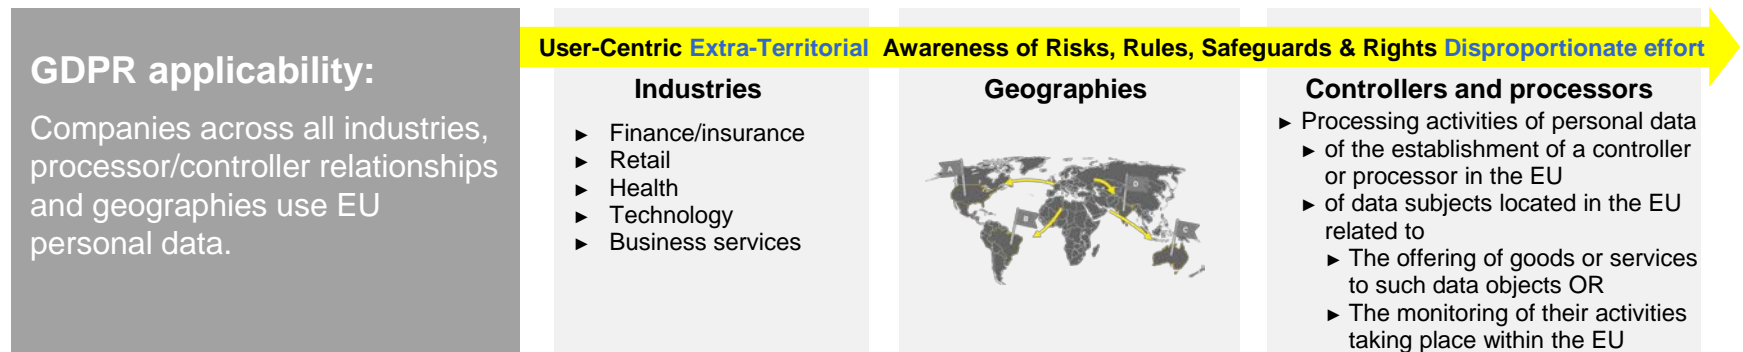 GDPR applicability:
Companies across all industries,
processor/controller relationships
and geographies use EU
personal data.
User-Centric Extra-Territorial Awareness of Risks, Rules, Safeguards & Rights Disproportionate effort
Industries
► Finance/insurance
► Retail
► Health
► Technology
► Business services
Geographies
A
B
C
D
Controllers and processors
► Processing activities of personal data
► of the establishment of a controller
or processor in the EU
► of data subjects located in the EU
related to
► The offering of goods or services
to such data objects OR
► The monitoring of their activities
taking place within the EU